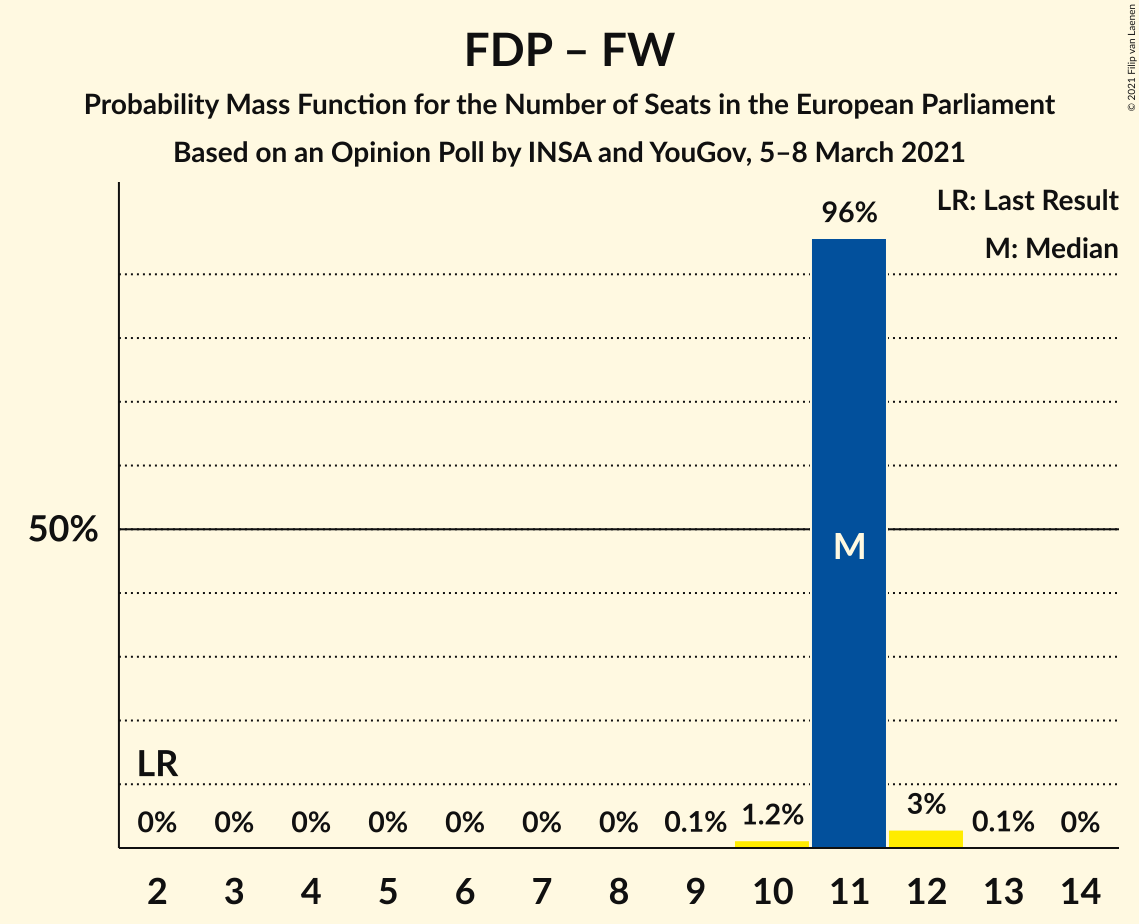 FDP – FW
Probability Mass Function for the Number of Seats in the European Parliament
Based on an Opinion Poll by INSA and YouGov, 5–8 March 2021
© 2021 Filip van Laenen
LR: Last Result
M: Median
96%
50%
M
LR
0% 0% 0% 0% 0% 0% 0% 0.1% 1.2% 3% 0.1% 0%
2 3 4 5 6 7 8 9 10 11 12 13 14